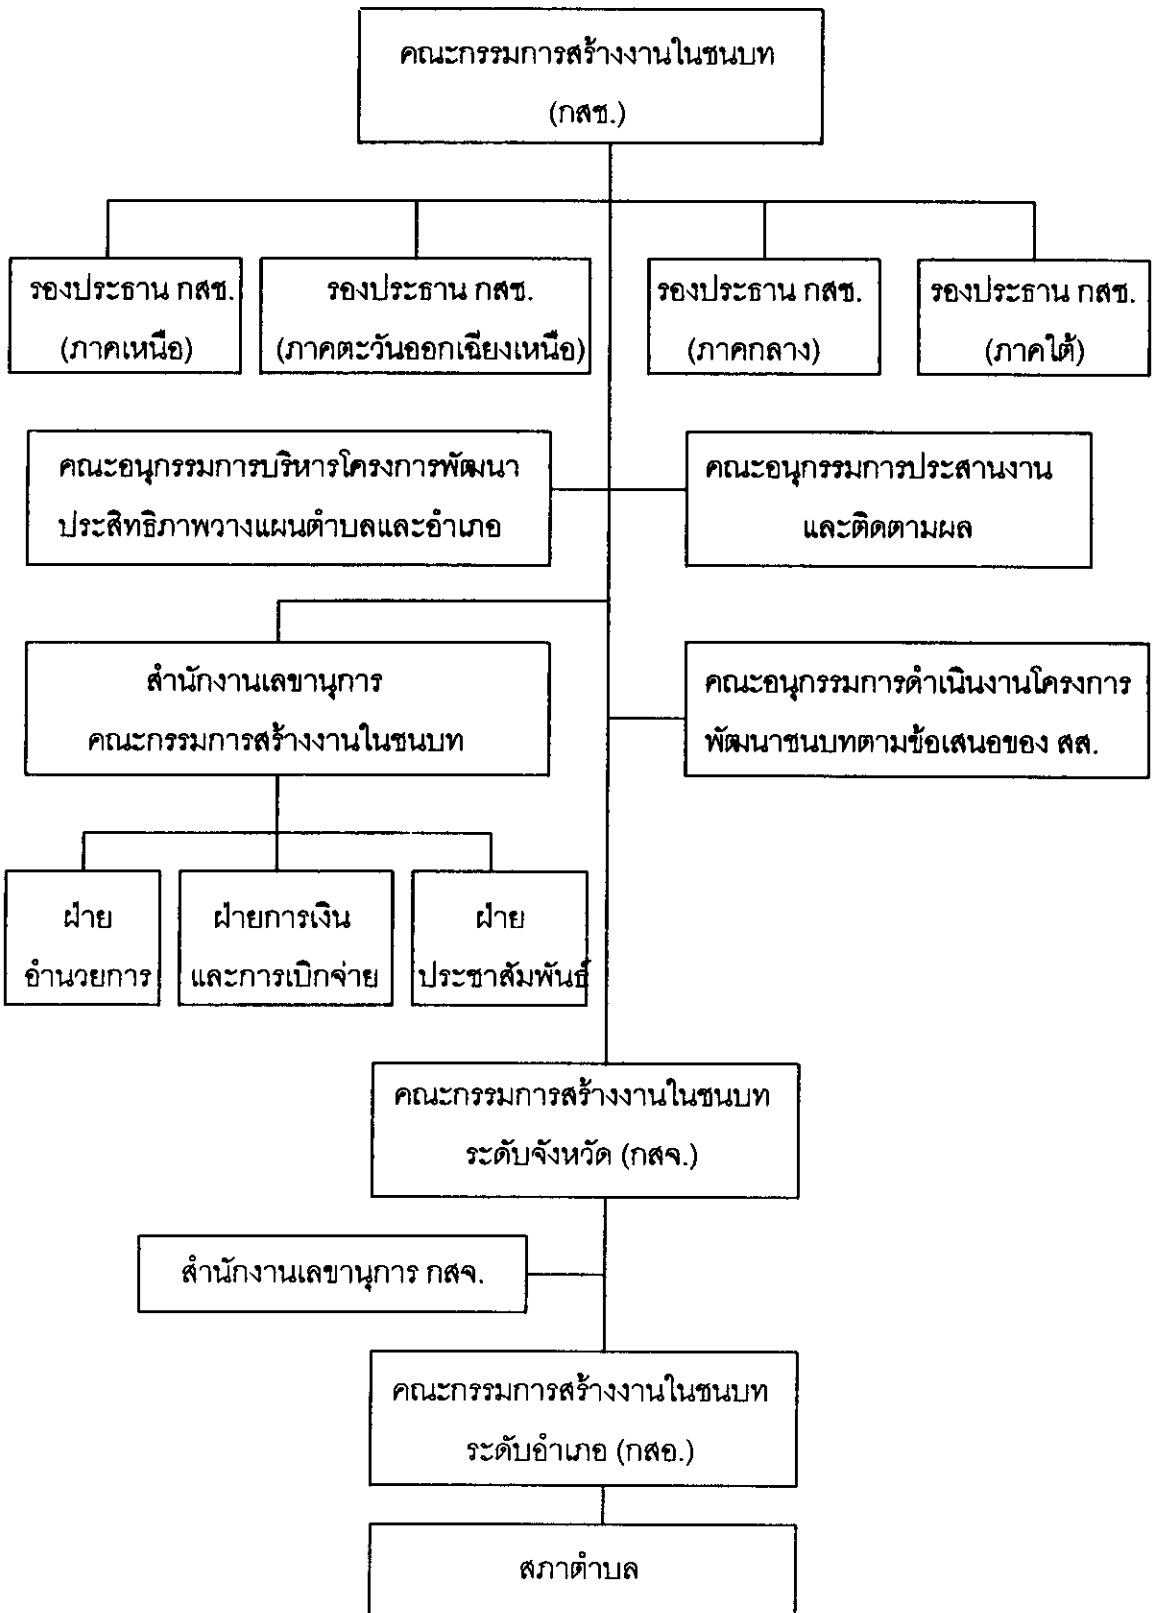 คณะกรรมการสร้างงานในชนบท
(กสช.)
รองประธาน กสช.
(ภาคเหนือ)
รองประธาน กสช.
(ภาคตะวันออกเฉียงเหนือ)
รองประธาน กสช.
(ภาคกลาง)
รองประธาน กสช.
(ภาคใต้)
คณะอนุกรรมการบริหารโครงการพัฒนา
ประสิทธิภาพวางแผนตำบลและอำเภอ
คณะอนุกรรมการประสานงาน
และติดตามผล
สำนักงานเลขานุการ
คณะกรรมการสร้างงานในชนบท
คณะอนุกรรมการดำเนินงานโครงการ
พัฒนาชนบทตามข้อเสนอของ สส.
ฝ่าย
อำนวยการ
ฝ่ายการเงิน
และการเบิกจ่าย
ฝ่าย
ประชาสัมพันธ์
คณะกรรมการสร้างงานในชนบท
ระดับจังหวัด (กสจ.)
สำนักงานเลขานุการ กสจ.
คณะกรรมการสร้างงานในชนบท
ระดับอำเภอ (กสอ.)
สภาตำบล